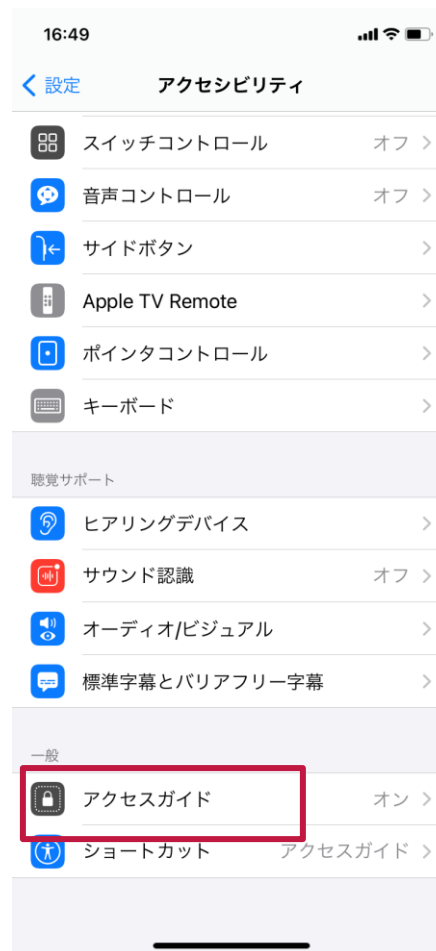 16:49
設定 アクセシビリティ
スイッチコントロール オフ
音声コントロール オフ
サイドボタン
Apple TV Remote
ポインタコントロール
キーボード
聴覚サポート
ヒアリングデバイス
サウンド認識 オフ
オーディオ/ビジュアル
標準字幕とバリアフリー字幕
一般
アクセスガイド オン
ショートカット アクセスガイド